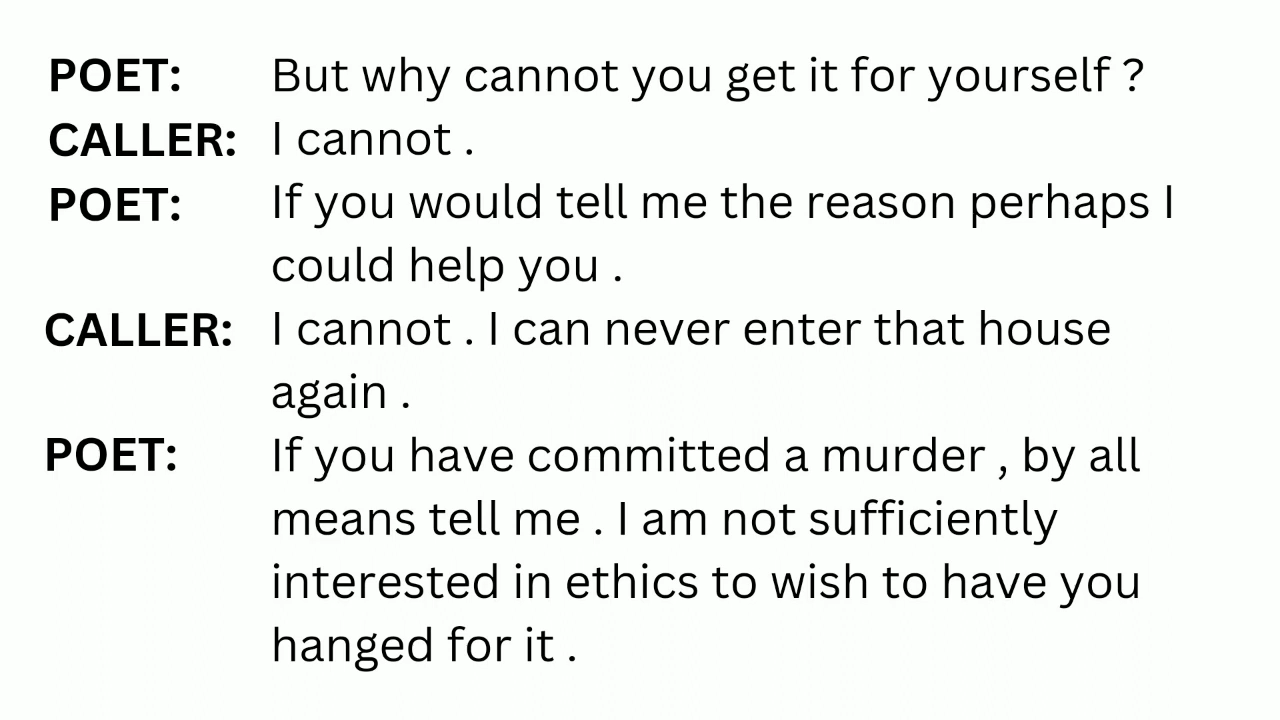 POET: But why cannot you get it for yourself ?
CALLER: I cannot .
POET: If you would tell me the reason perhaps I
could help you .
CALLER: I cannot . I can never enter that house
again .
POET: If you have committed a murder , by all
means tell me . I am not sufficiently
interested in ethics to wish to have you
hanged for it .